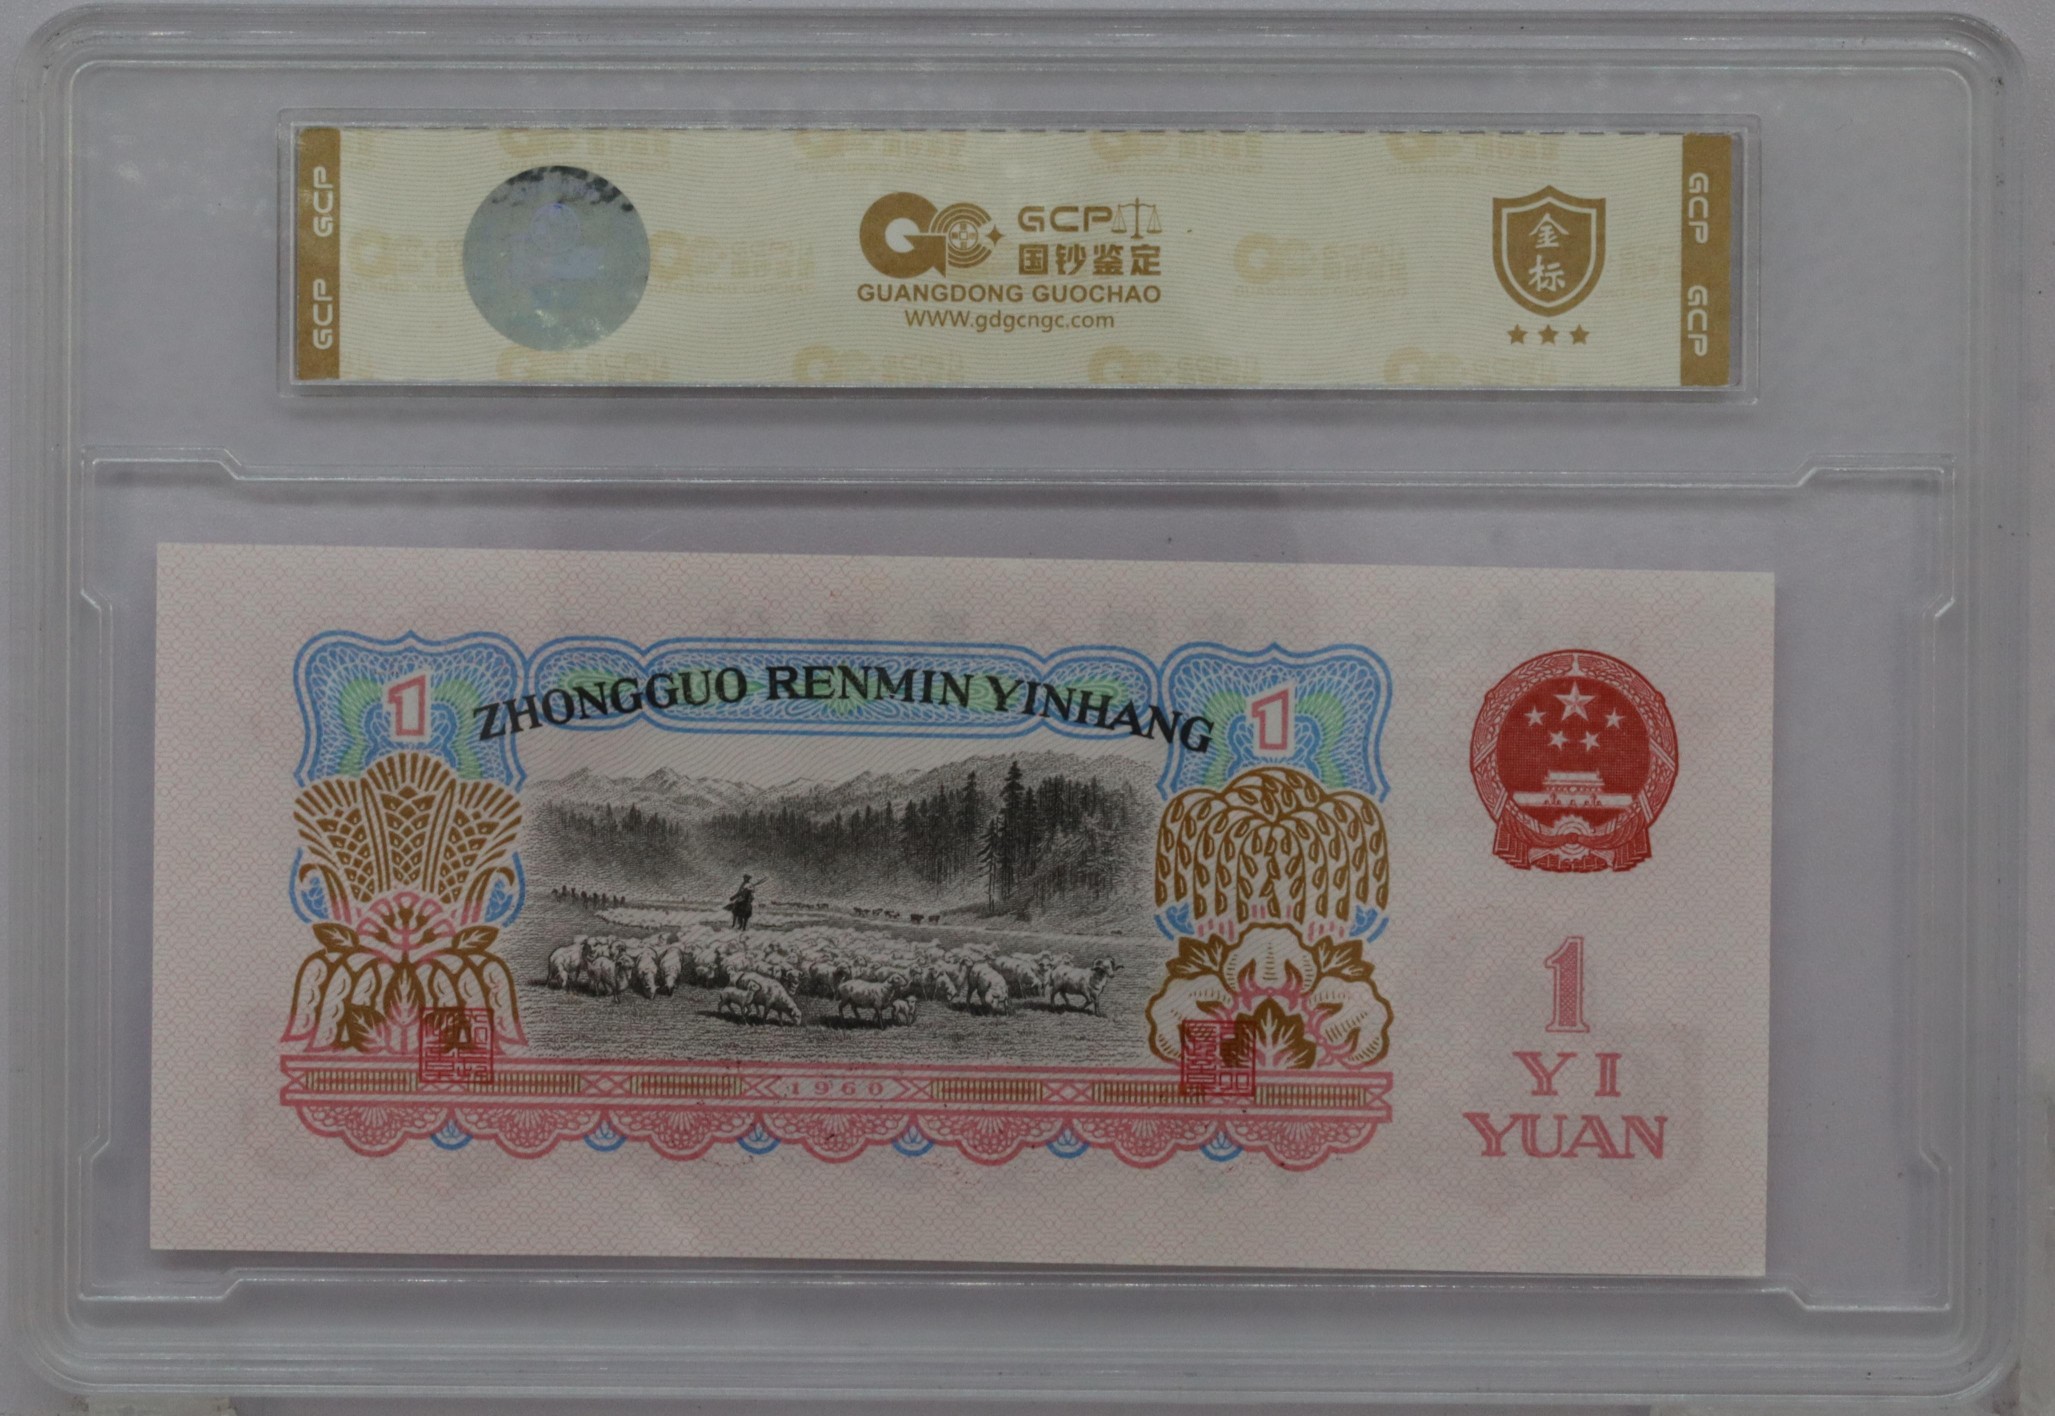 GCP
GCP
GCP
国钞鉴定
GUANGDONG GUOCHAO
WWW.gdgcngc.com
金
标
GCP
GCP
ZHONGGUO RENMIN YINHANG
1
1
1960
1
YI
YUAN